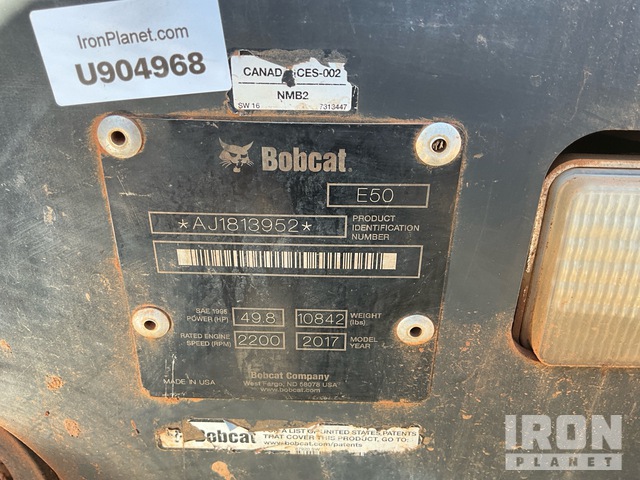 IronPlanet.com
U904968
CANAD CES-002
NMB2
SW 16 7313447
Bobcat
E50
*AJ1813952*
PRODUCT
IDENTIFICATION
NUMBER
SAE 1995
POWER (HP)
49.8
10842
WEIGHT
(lbs)
RATED ENGINE
SPEED (RPM)
2200
2017
MODEL
YEAR
MADE IN USA
Bobcat Company
West Fargo, ND 58078 USA
www.bobcat.com
Bobcat
A LIST OF UNITED STATES PATENTS
THAT COVER THIS PRODUCT, GO TO:
www.bobcat.com/patents
IRON
PLANET